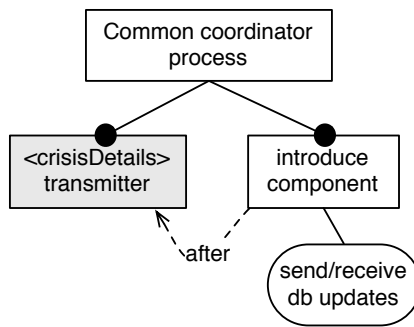 Common coordinator
process
<crisisDetails>
transmitter
introduce
component
after
send/receive
db updates